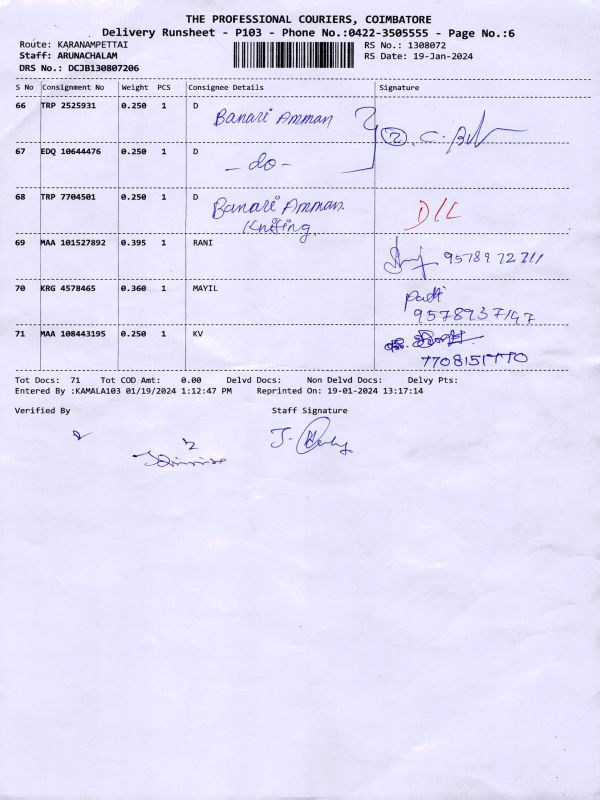 THE PROFESSIONAL COURIERS, COIMBATORE
Delivery Runsheet - P103 - Phone No.:0422-3505555 - Page No.:6
Route: KARANAMPETTAI RS No.: 1308072
Staff: ARUNACHALAM RS Date: 19-Jan-2024
DRS No.: DCJB130807206
S No Consignment No Weight PCS Consignee Details Signature
66 TRP 2525931 0.250 1 D
Banari Amman
67 EDQ 10644476 0.250 1 D
- do -
68 TRP 7704501 0.250 1 D
Banari Amman D/L
69 MAA 101527892 0.395 1 RANI
70 KRG 4578465 0.360 1 MAYIL
71 MAA 108443195 0.250 1 KV
Tot Docs: 71 Tot COD Amt: 0.00 Delvd Docs: Non Delvd Docs: Delvy Pts:
Entered By :KAMALA103 01/19/2024 1:12:47 PM Reprinted On: 19-01-2024 13:17:14
Verified By Staff Signature